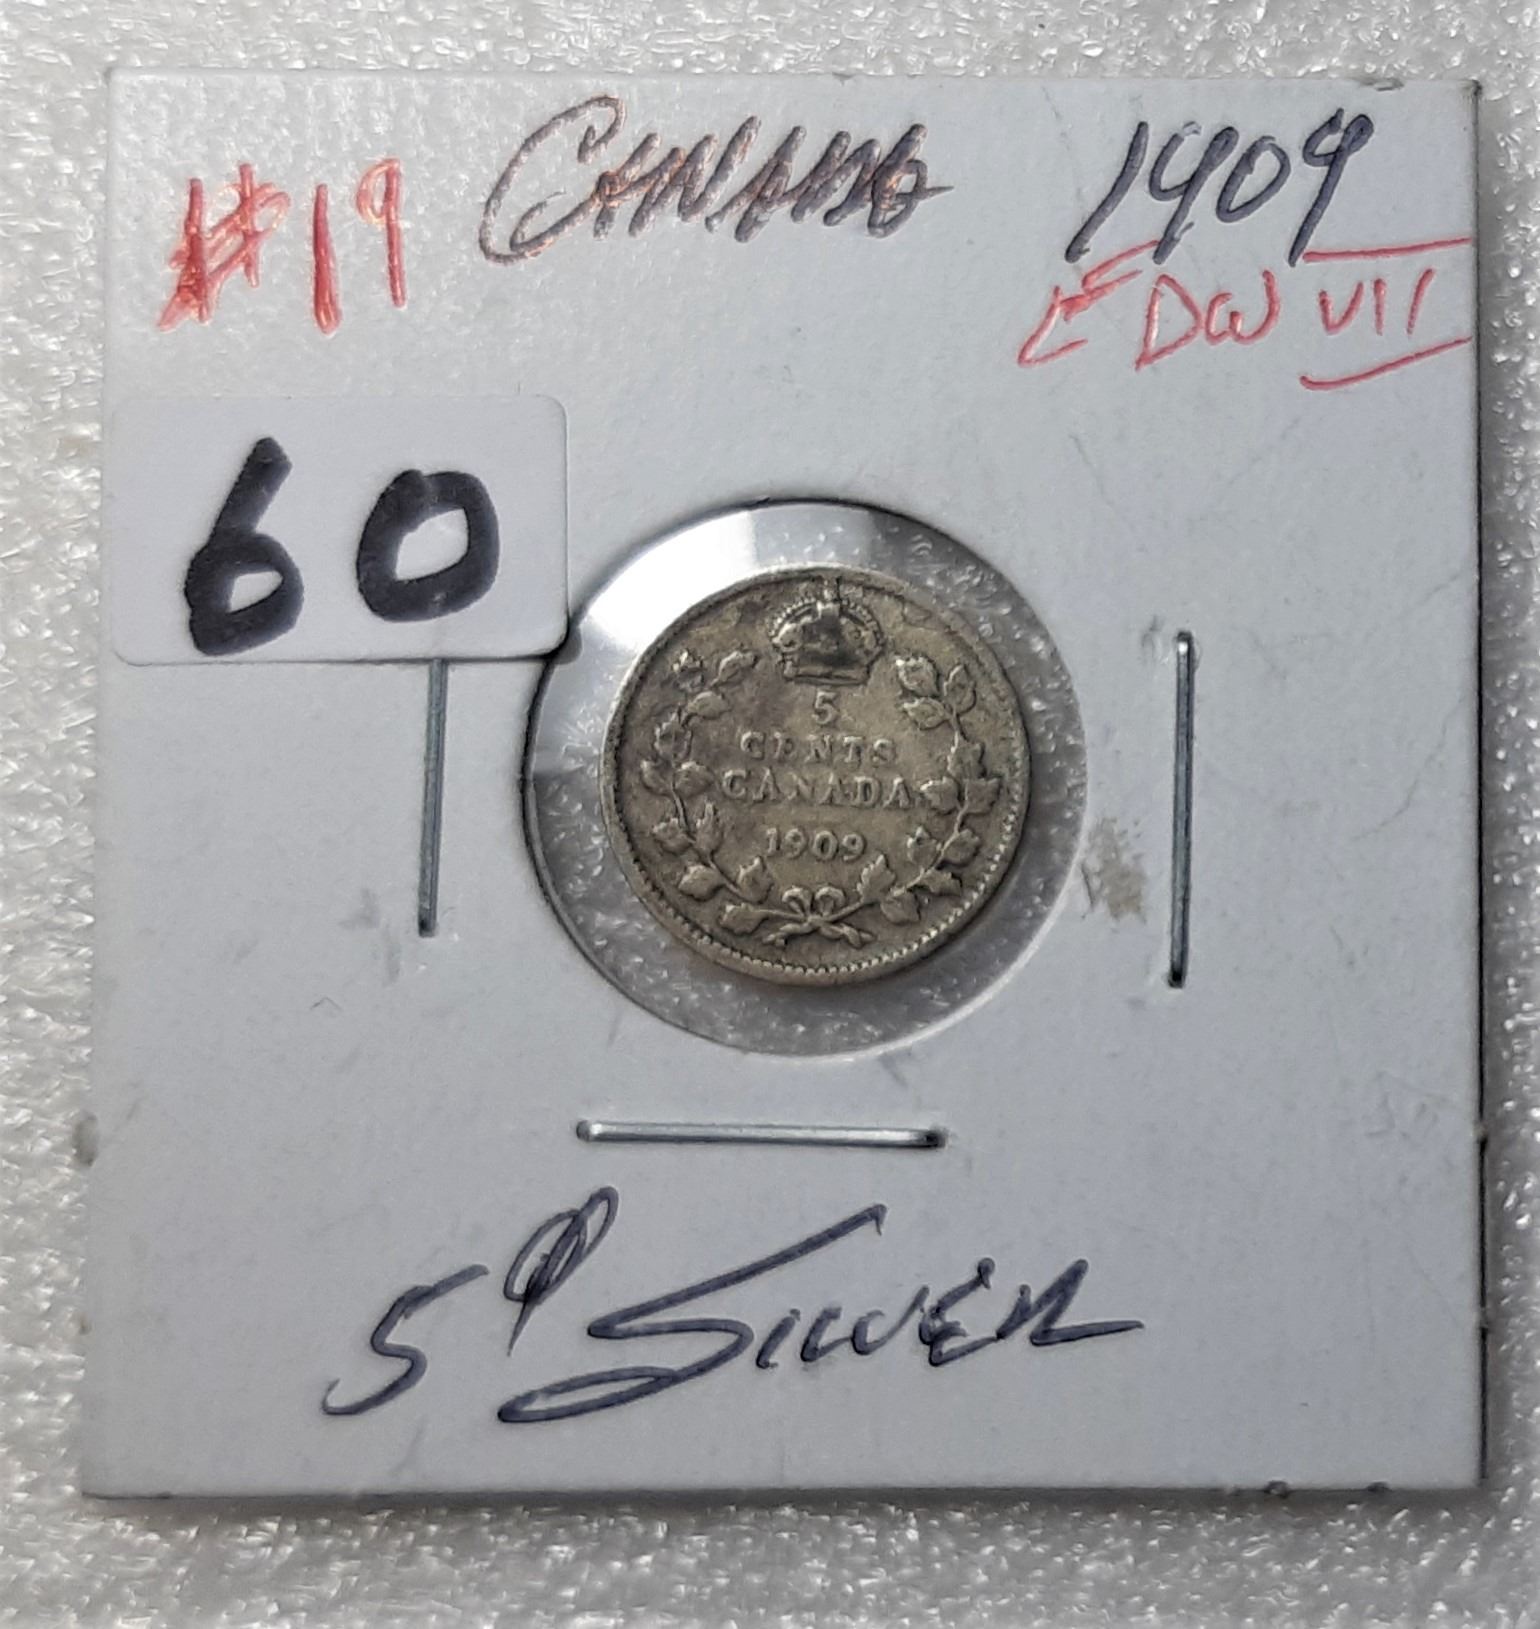 #19 CANADA 1909
EDW VII
60
5
CENTS
CANADA
1909
5¢ SILVER